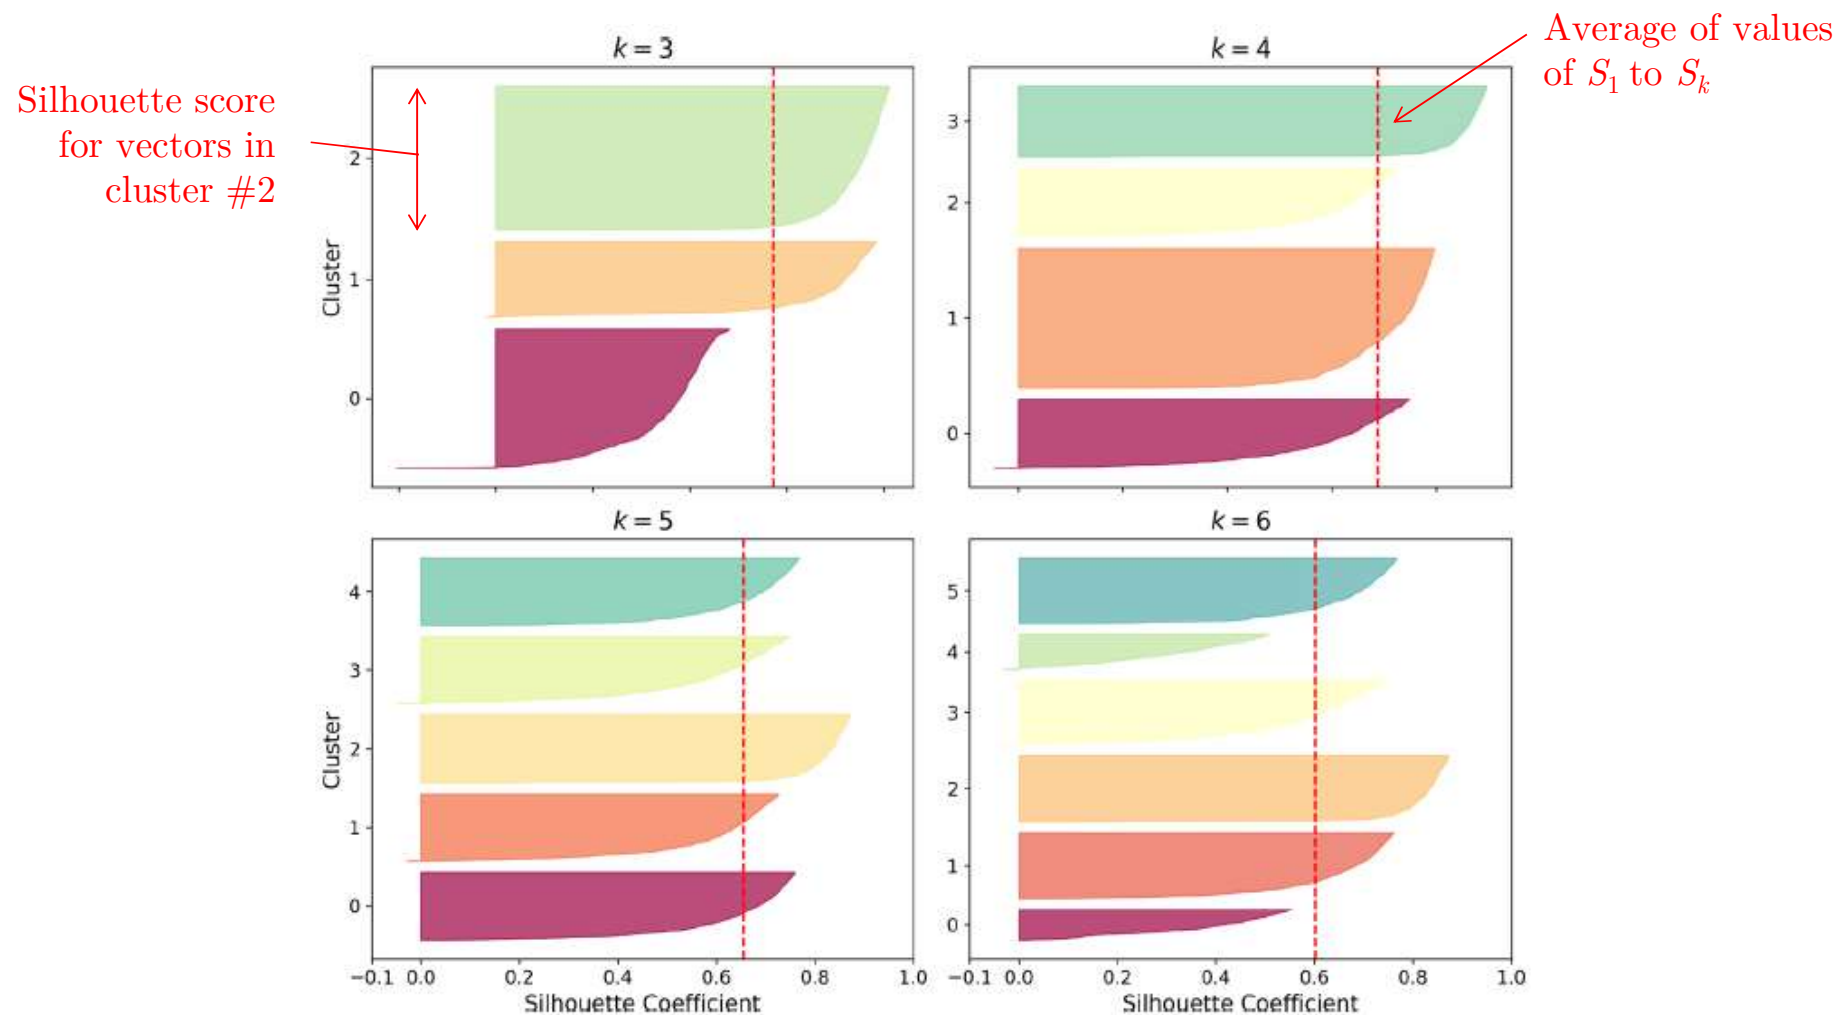 Silhouette score
for vectors in
cluster #2
Average of values
of S₁ to Sₖ
k = 3
Cluster
2
1
0
k = 4
3
2
1
0
k = 5
Cluster
4
3
2
1
0
−0.1 0.0 0.2 0.4 0.6 0.8 1.0
Silhouette Coefficient
k = 6
5
4
3
2
1
0
−0.1 0.0 0.2 0.4 0.6 0.8 1.0
Silhouette Coefficient